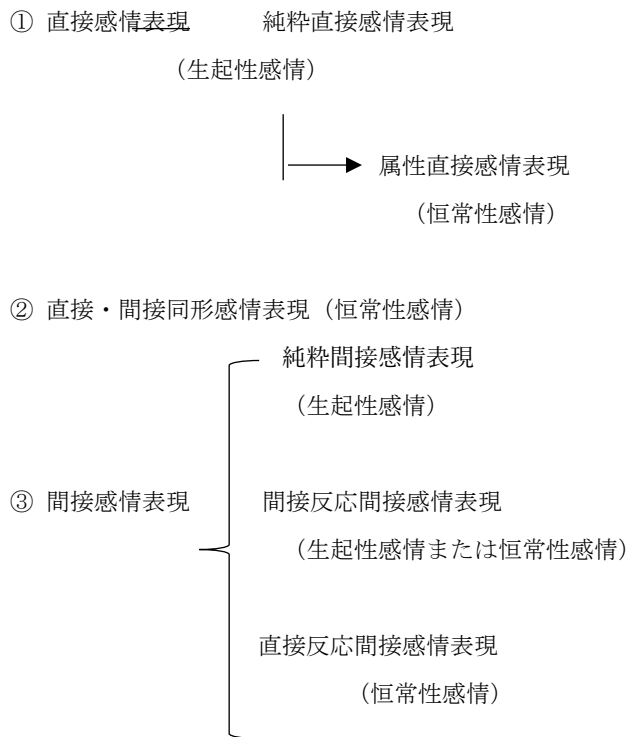 ① 直接感情表現 純粋直接感情表現
（生起性感情）
属性直接感情表現
（恒常性感情）
② 直接・間接同形感情表現（恒常性感情）
純粋間接感情表現
（生起性感情）
③ 間接感情表現 間接反応間接感情表現
（生起性感情または恒常性感情）
直接反応間接感情表現
（恒常性感情）